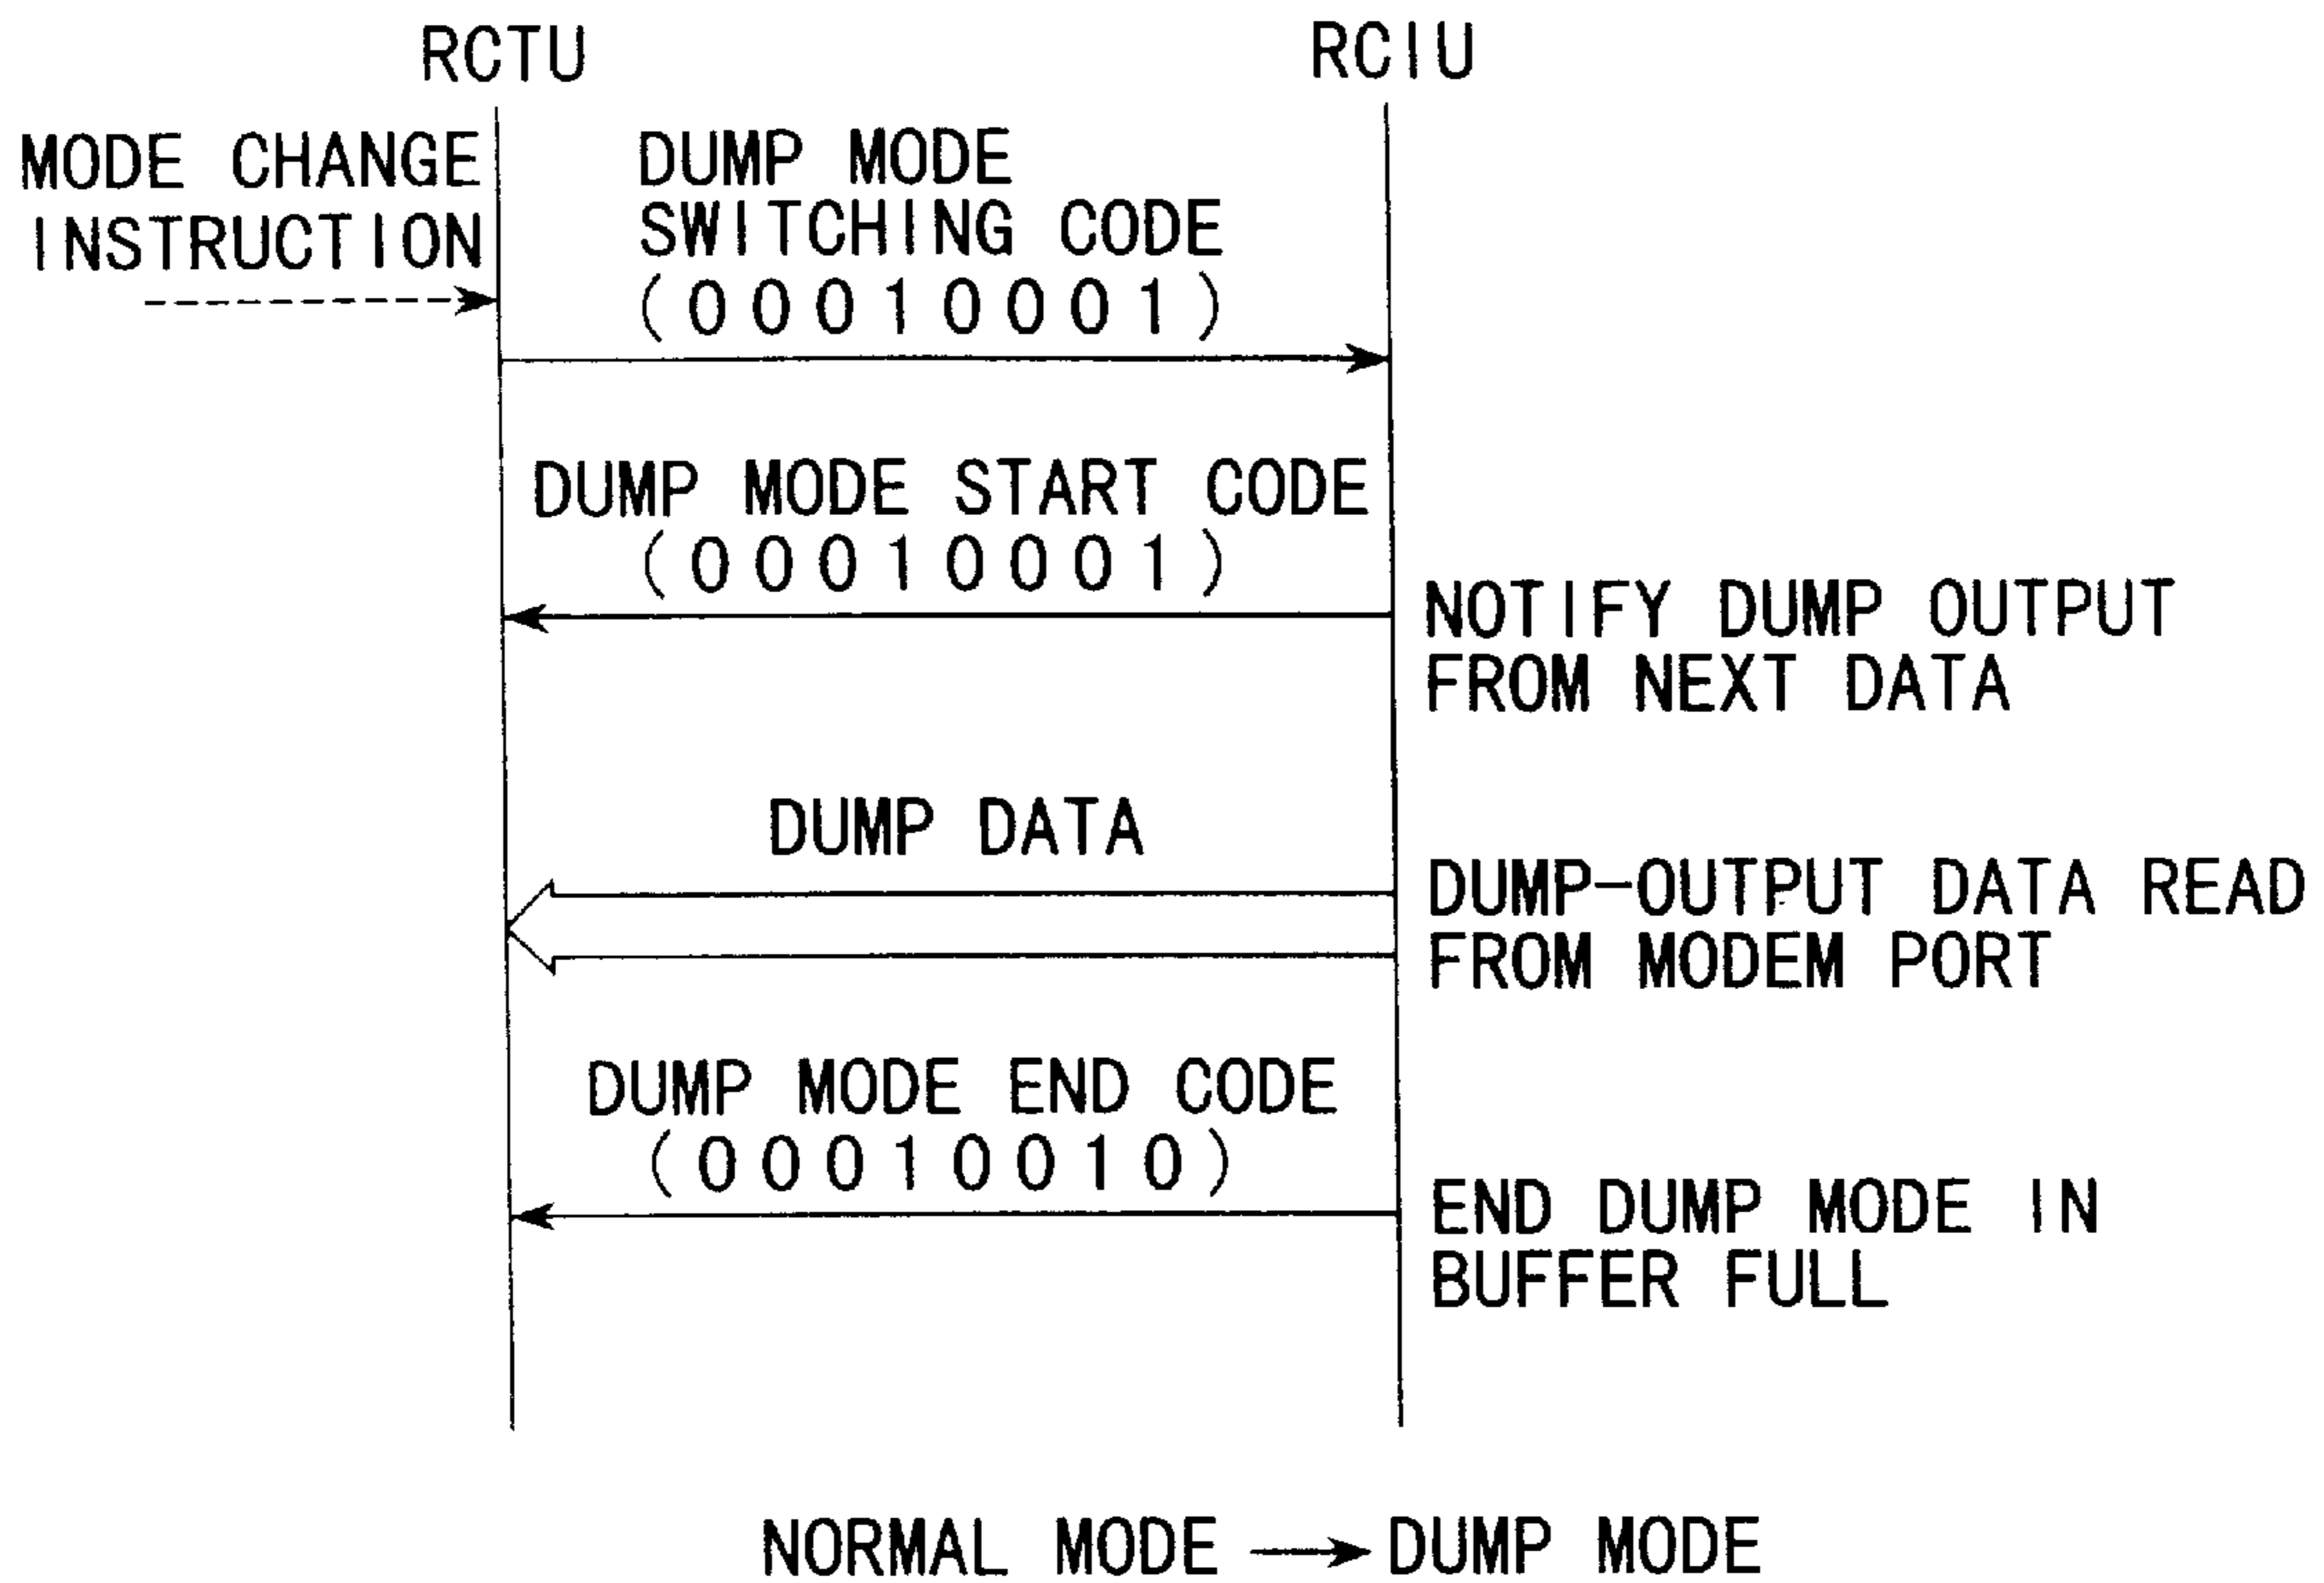 RCTU
RCIU
MODE CHANGE
INSTRUCTION
DUMP MODE
SWITCHING CODE
(00010001)
DUMP MODE START CODE
(00010001)
NOTIFY DUMP OUTPUT
FROM NEXT DATA
DUMP DATA
DUMP-OUTPUT DATA READ
FROM MODEM PORT
DUMP MODE END CODE
(00010010)
END DUMP MODE IN
BUFFER FULL
NORMAL MODE → DUMP MODE